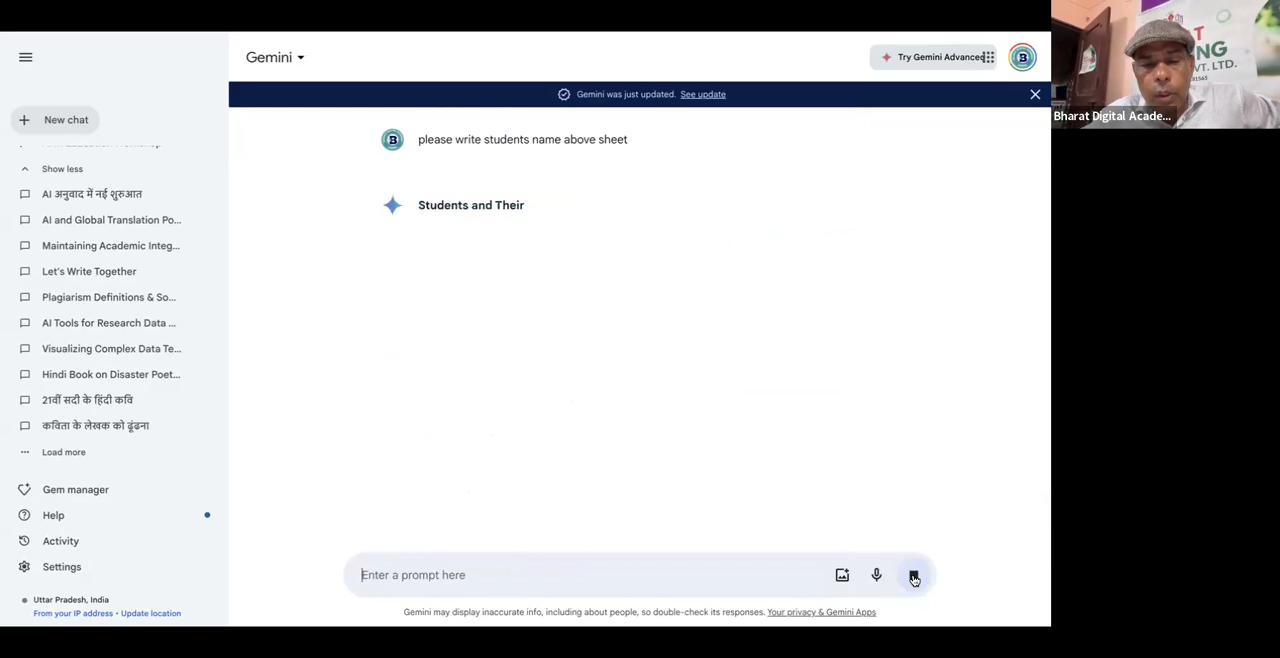 Gemini
Try Gemini Advanced
Gemini was just updated. See update
New chat
Show less
AI अनुवाद में नई शुरुआत
AI and Global Translation Po...
Maintaining Academic Integ...
Let's Write Together
Plagiarism Definitions & So...
AI Tools for Research Data ...
Visualizing Complex Data Te...
Hindi Book on Disaster Poet...
21वीं सदी के हिंदी कवि
कविता के लेखक को ढूंढना
Load more
Gem manager
Help
Activity
Settings
Uttar Pradesh, India
From your IP address • Update location
please write students name above sheet
Students and Their
Enter a prompt here
Gemini may display inaccurate info, including about people, so double-check its responses. Your privacy & Gemini Apps
VT. LTD.
Bharat Digital Acade...